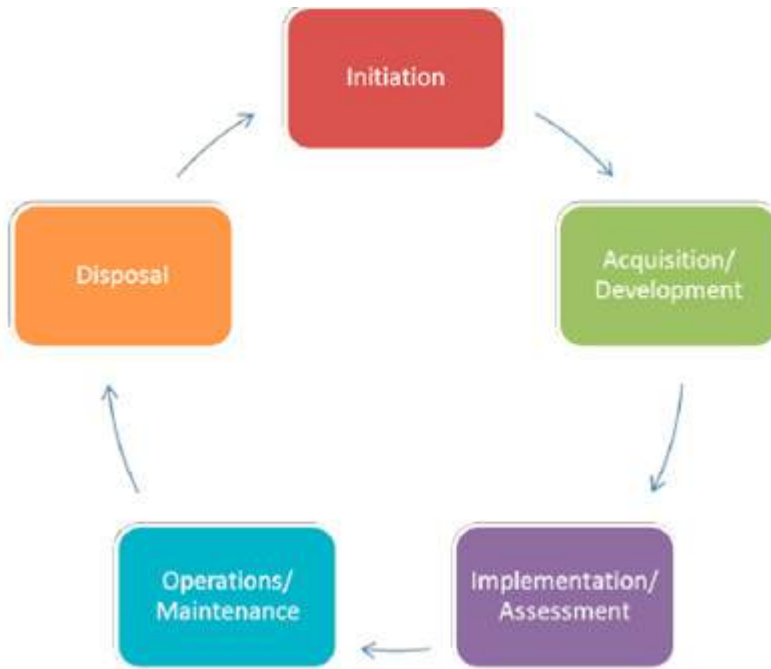 Initiation
Acquisition/
Development
Implementation/
Assessment
Operations/
Maintenance
Disposal